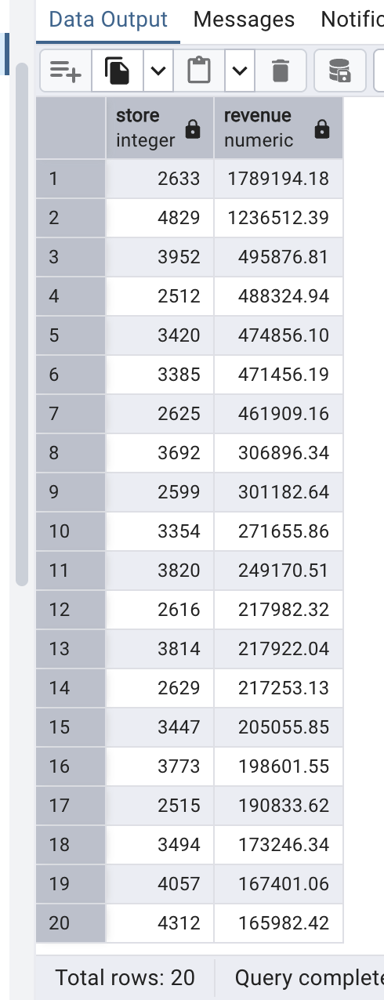 Data Output Messages
store revenue
integer numeric
1 2633 1789194.18
2 4829 1236512.39
3 3952 495876.81
4 2512 488324.94
5 3420 474856.10
6 3385 471456.19
7 2625 461909.16
8 3692 306896.34
9 2599 301182.64
10 3354 271655.86
11 3820 249170.51
12 2616 217982.32
13 3814 217922.04
14 2629 217253.13
15 3447 205055.85
16 3773 198601.55
17 2515 190833.62
18 3494 173246.34
19 4057 167401.06
20 4312 165982.42
Total rows: 20 Query complete